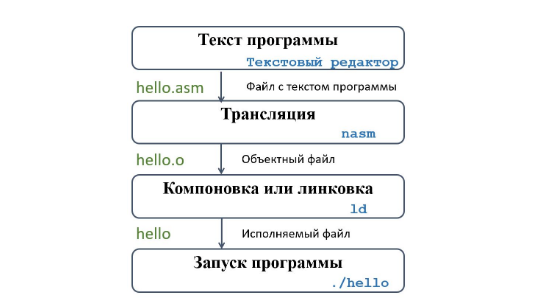 Текст программы
Текстовый редактор
hello.asm
Файл с текстом программы
Трансляция
nasm
hello.o
Объектный файл
Компоновка или линковка
ld
hello
Исполняемый файл
Запуск программы
./hello